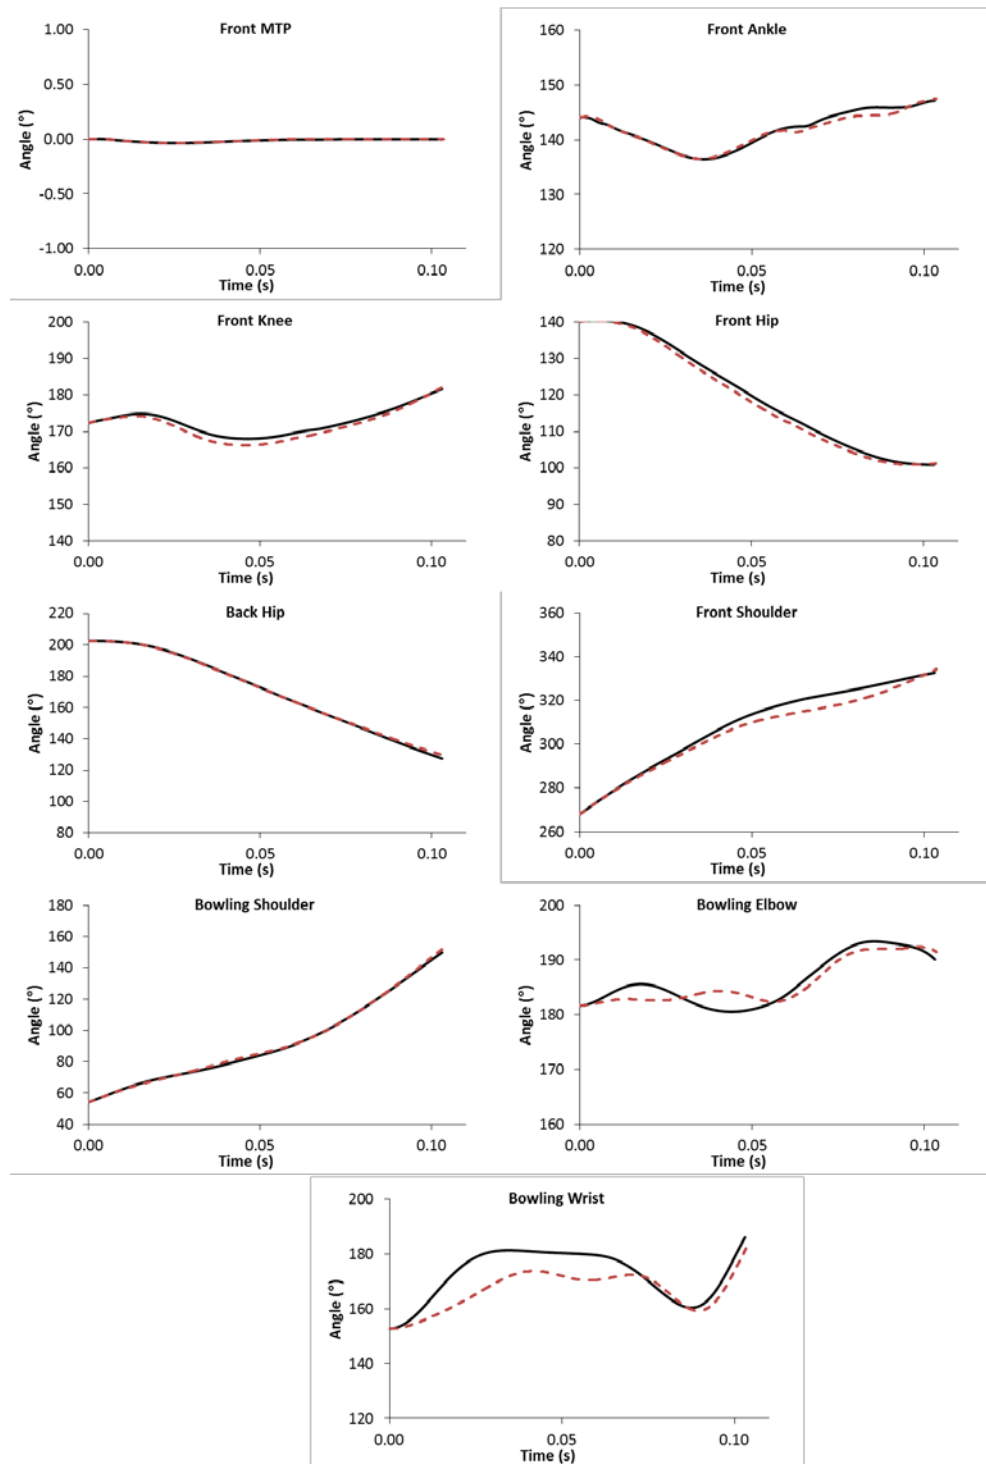 Front MTP
1.00
0.50
0.00
-0.50
-1.00
Angle (°)
0.00 0.05 0.10
Time (s)
Front Ankle
160
150
140
130
120
Angle (°)
0.00 0.05 0.10
Time (s)
Front Knee
200
190
180
170
160
150
140
Angle (°)
0.00 0.05 0.10
Time (s)
Front Hip
140
130
120
110
100
90
80
Angle (°)
0.00 0.05 0.10
Time (s)
Back Hip
220
200
180
160
140
120
100
80
Angle (°)
0.00 0.05 0.10
Time (s)
Front Shoulder
360
340
320
300
280
260
Angle (°)
0.00 0.05 0.10
Time (s)
Bowling Shoulder
180
160
140
120
100
80
60
40
Angle (°)
0.00 0.05 0.10
Time (s)
Bowling Elbow
200
190
180
170
160
Angle (°)
0.00 0.05 0.10
Time (s)
Bowling Wrist
200
180
160
140
120
Angle (°)
0.00 0.05 0.10
Time (s)